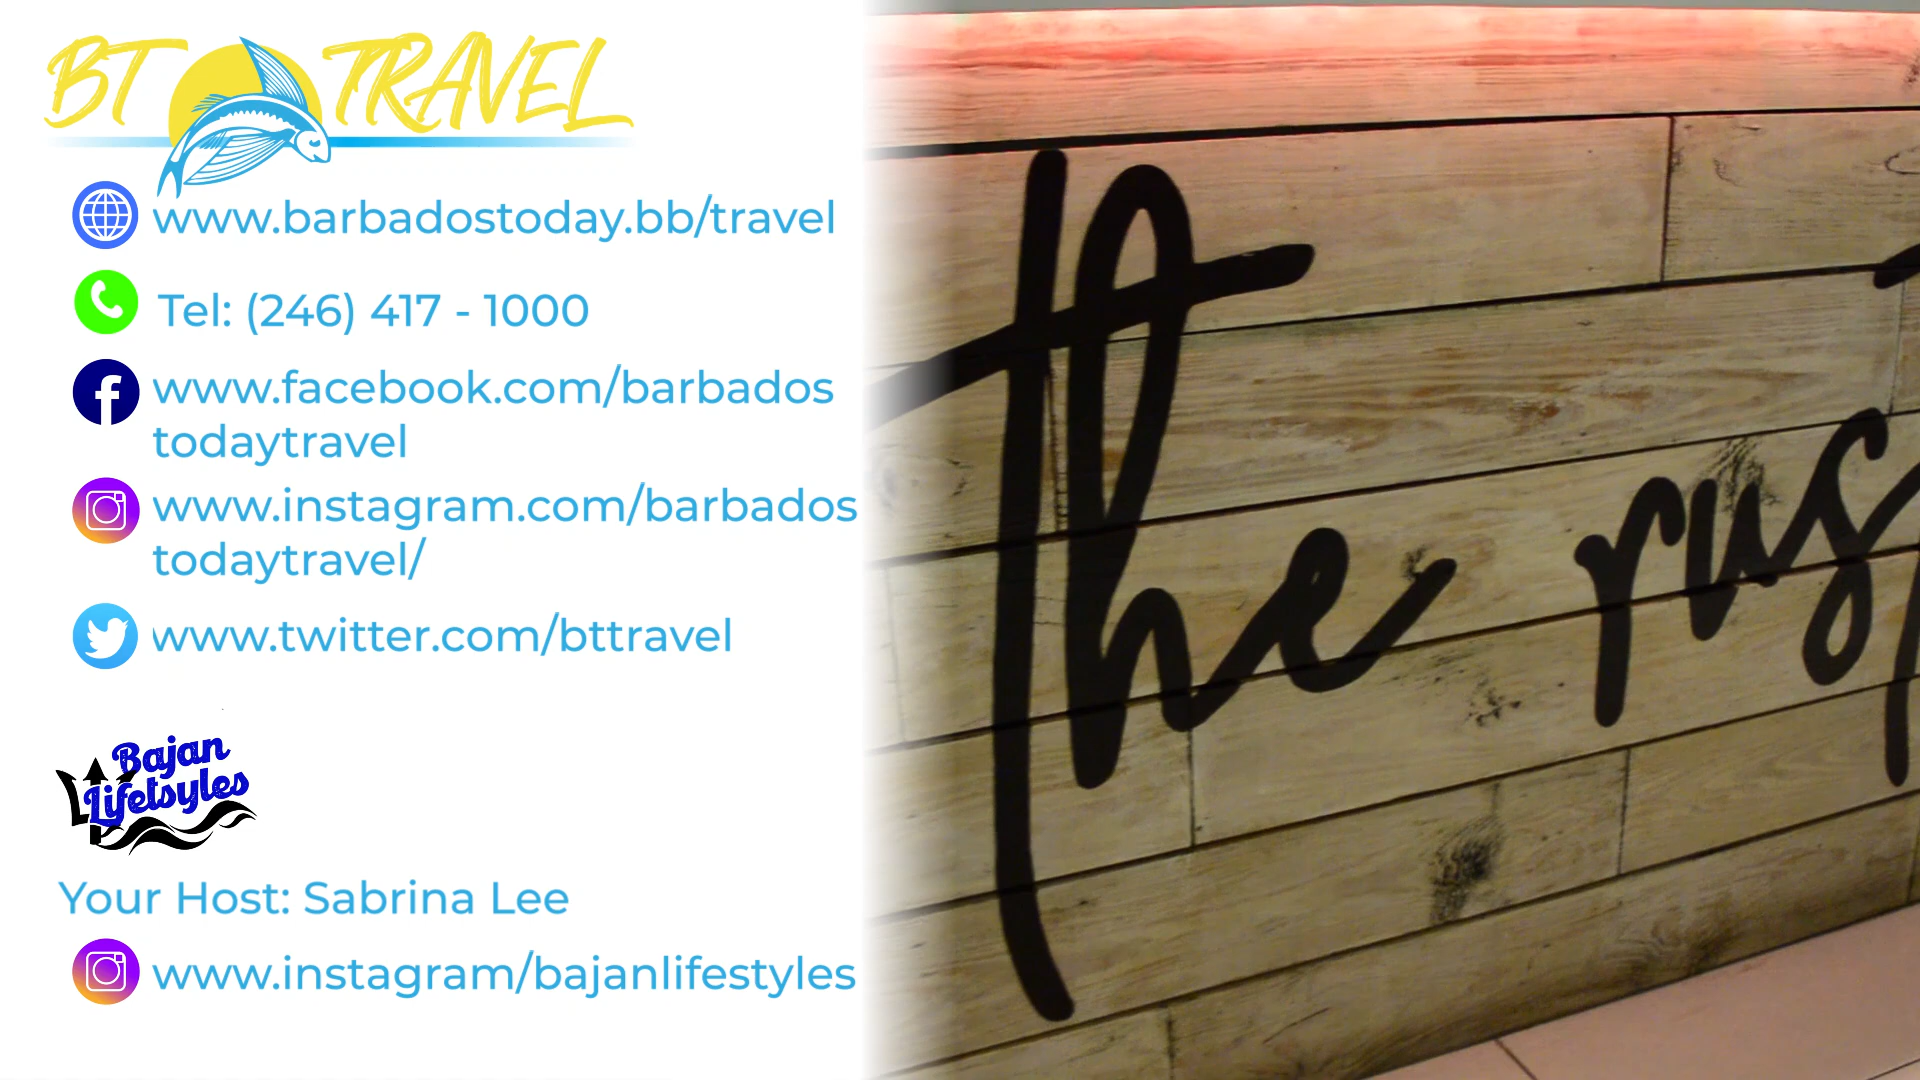 BT TRAVEL
www.barbadostoday.bb/travel
Tel: (246) 417 - 1000
www.facebook.com/barbados
todaytravel
www.instagram.com/barbados
todaytravel/
www.twitter.com/bttravel
Bajan
Lifetsyles
Your Host: Sabrina Lee
www.instagram/bajanlifestyles
the rus